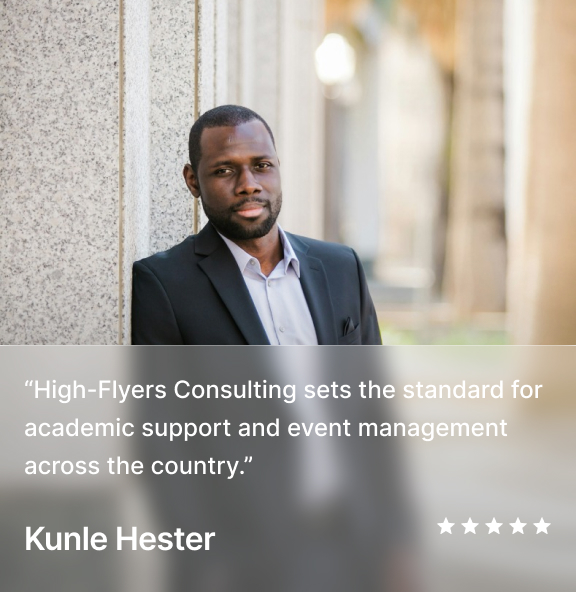 “High-Flyers Consulting sets the standard for
academic support and event management
across the country.”
Kunle Hester